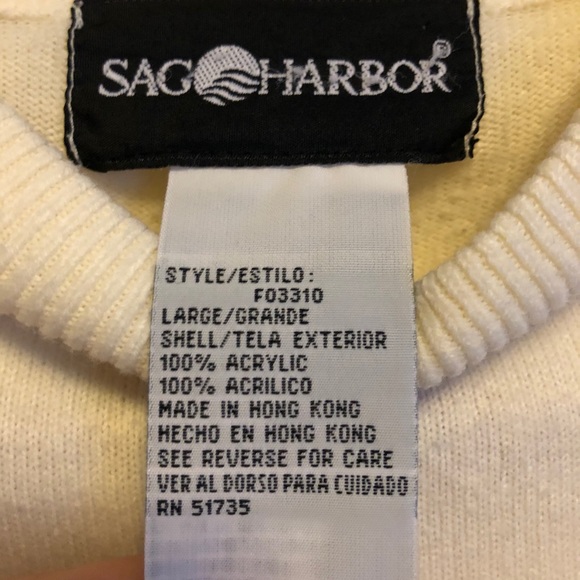 SAG HARBOR®
STYLE/ESTILO:
F03310
LARGE/GRANDE
SHELL/TELA EXTERIOR
100% ACRYLIC
100% ACRILICO
MADE IN HONG KONG
HECHO EN HONG KONG
SEE REVERSE FOR CARE
VER AL DORSO PARA CUIDADO
RN 51735